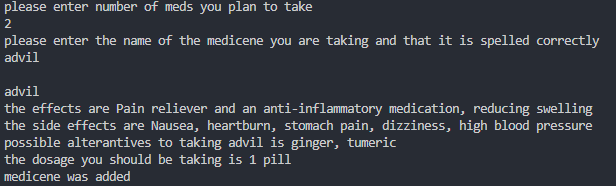 please enter number of meds you plan to take
2
please enter the name of the medicene you are taking and that it is spelled correctly
advil
advil
the effects are Pain reliever and an anti-inflammatory medication, reducing swelling
the side effects are Nausea, heartburn, stomach pain, dizziness, high blood pressure
possible alterantives to taking advil is ginger, tumeric
the dosage you should be taking is 1 pill
medicene was added